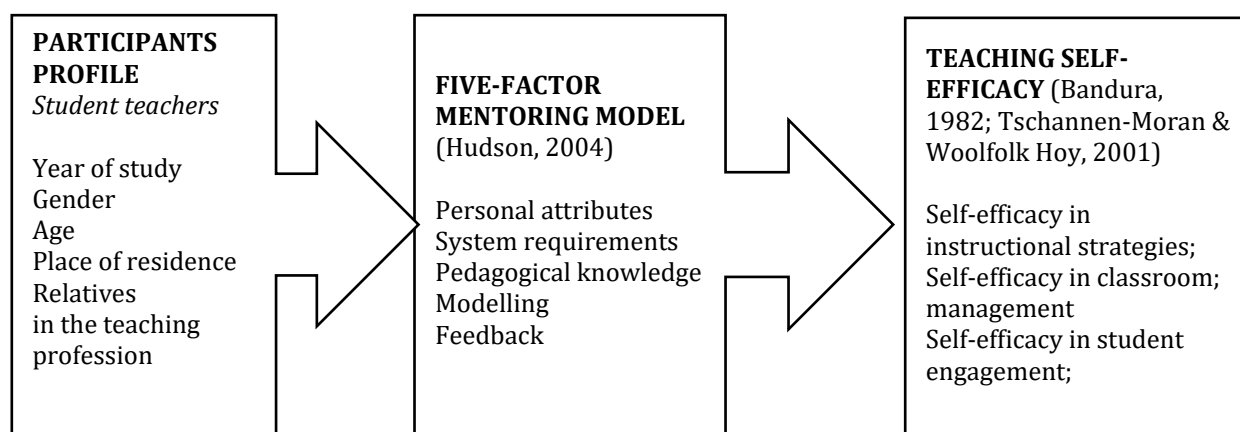 PARTICIPANTS
PROFILE
Student teachers
Year of study
Gender
Age
Place of residence
Relatives
in the teaching
profession
FIVE-FACTOR
MENTORING MODEL
(Hudson, 2004)
Personal attributes
System requirements
Pedagogical knowledge
Modelling
Feedback
TEACHING SELF-
EFFICACY (Bandura,
1982; Tschannen-Moran &
Woolfolk Hoy, 2001)
Self-efficacy in
instructional strategies;
Self-efficacy in classroom;
management
Self-efficacy in student
engagement;